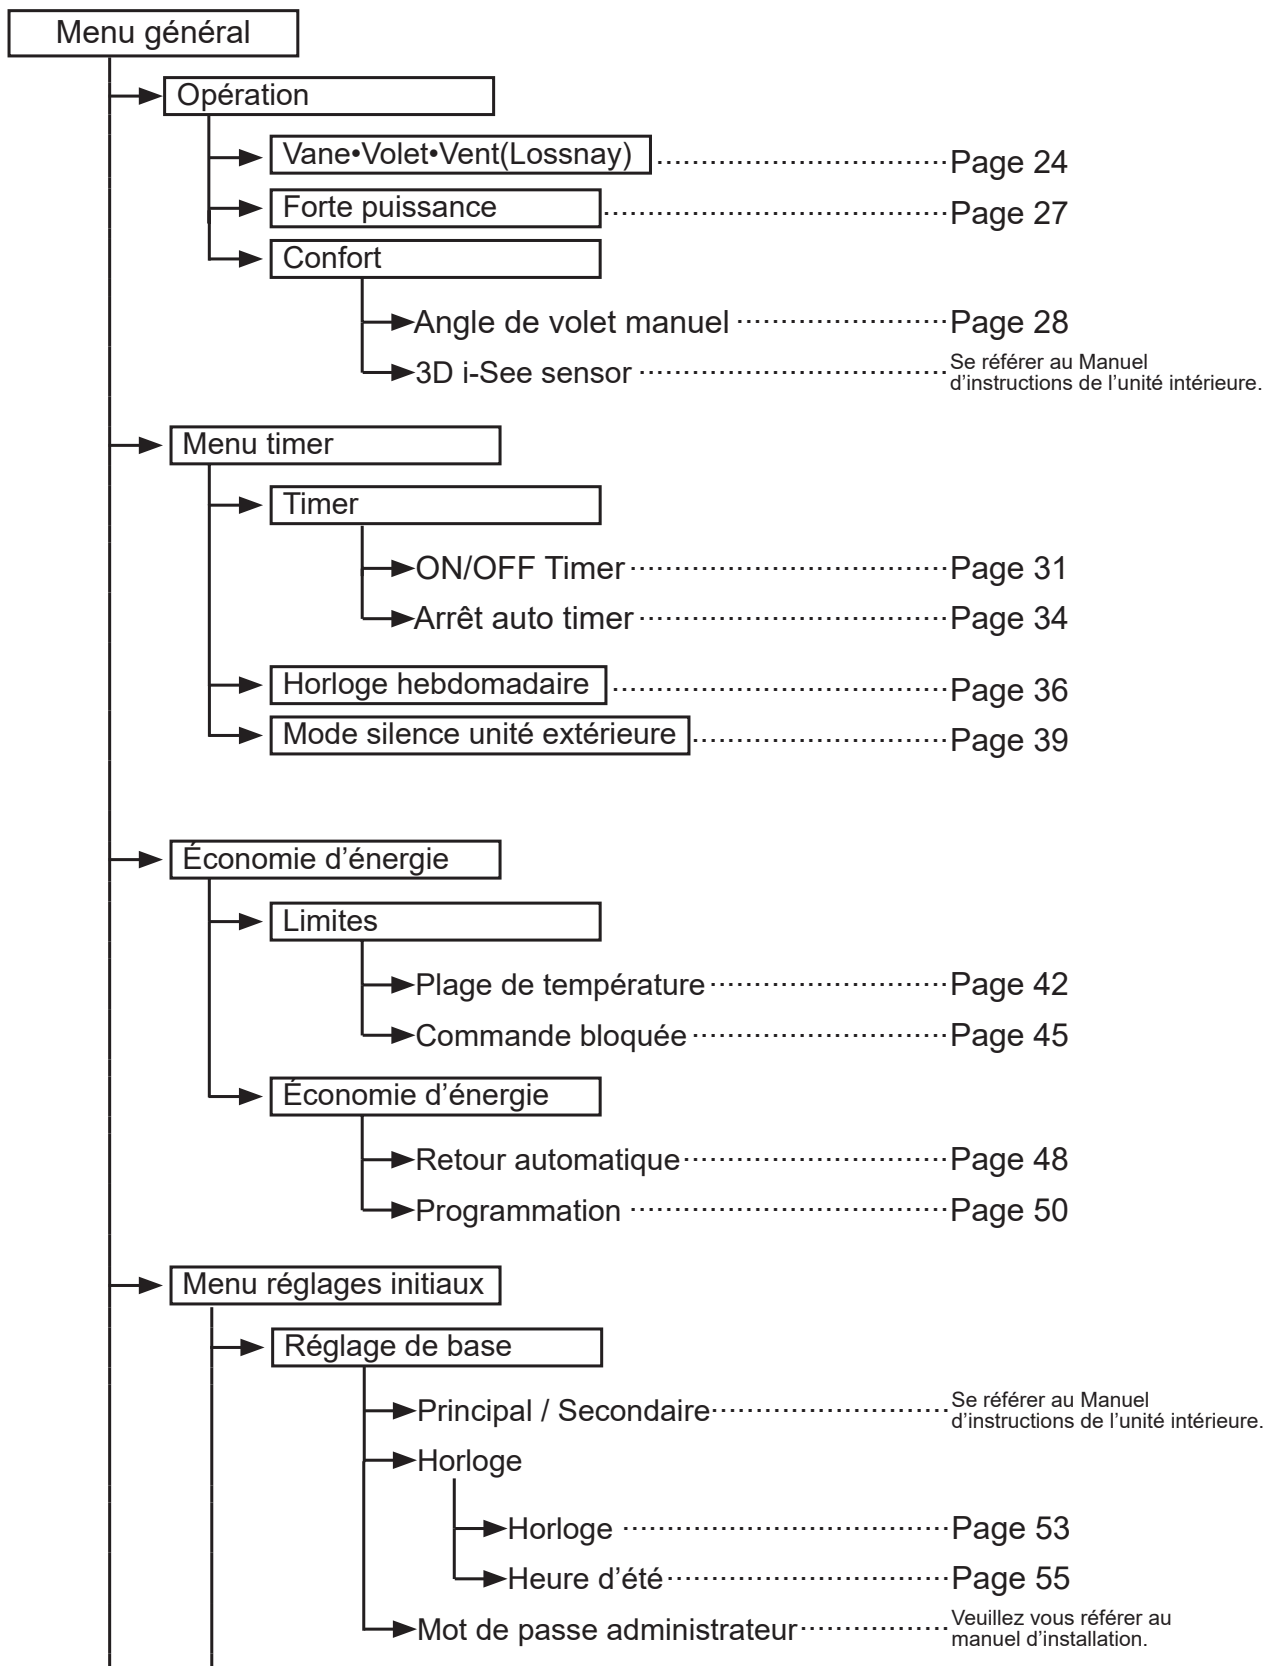 Menu général
Opération
Vane•Volet•Vent(Lossnay) Page 24
Forte puissance Page 27
Confort
Angle de volet manuel Page 28
3D i-See sensor Se référer au Manuel
d’instructions de l’unité intérieure.
Menu timer
Timer
ON/OFF Timer Page 31
Arrêt auto timer Page 34
Horloge hebdomadaire Page 36
Mode silence unité extérieure Page 39
Économie d’énergie
Limites
Plage de température Page 42
Commande bloquée Page 45
Économie d’énergie
Retour automatique Page 48
Programmation Page 50
Menu réglages initiaux
Réglage de base
Principal / Secondaire Se référer au Manuel
d’instructions de l’unité intérieure.
Horloge
Horloge Page 53
Heure d’été Page 55
Mot de passe administrateur Veuillez vous référer au
manuel d’installation.